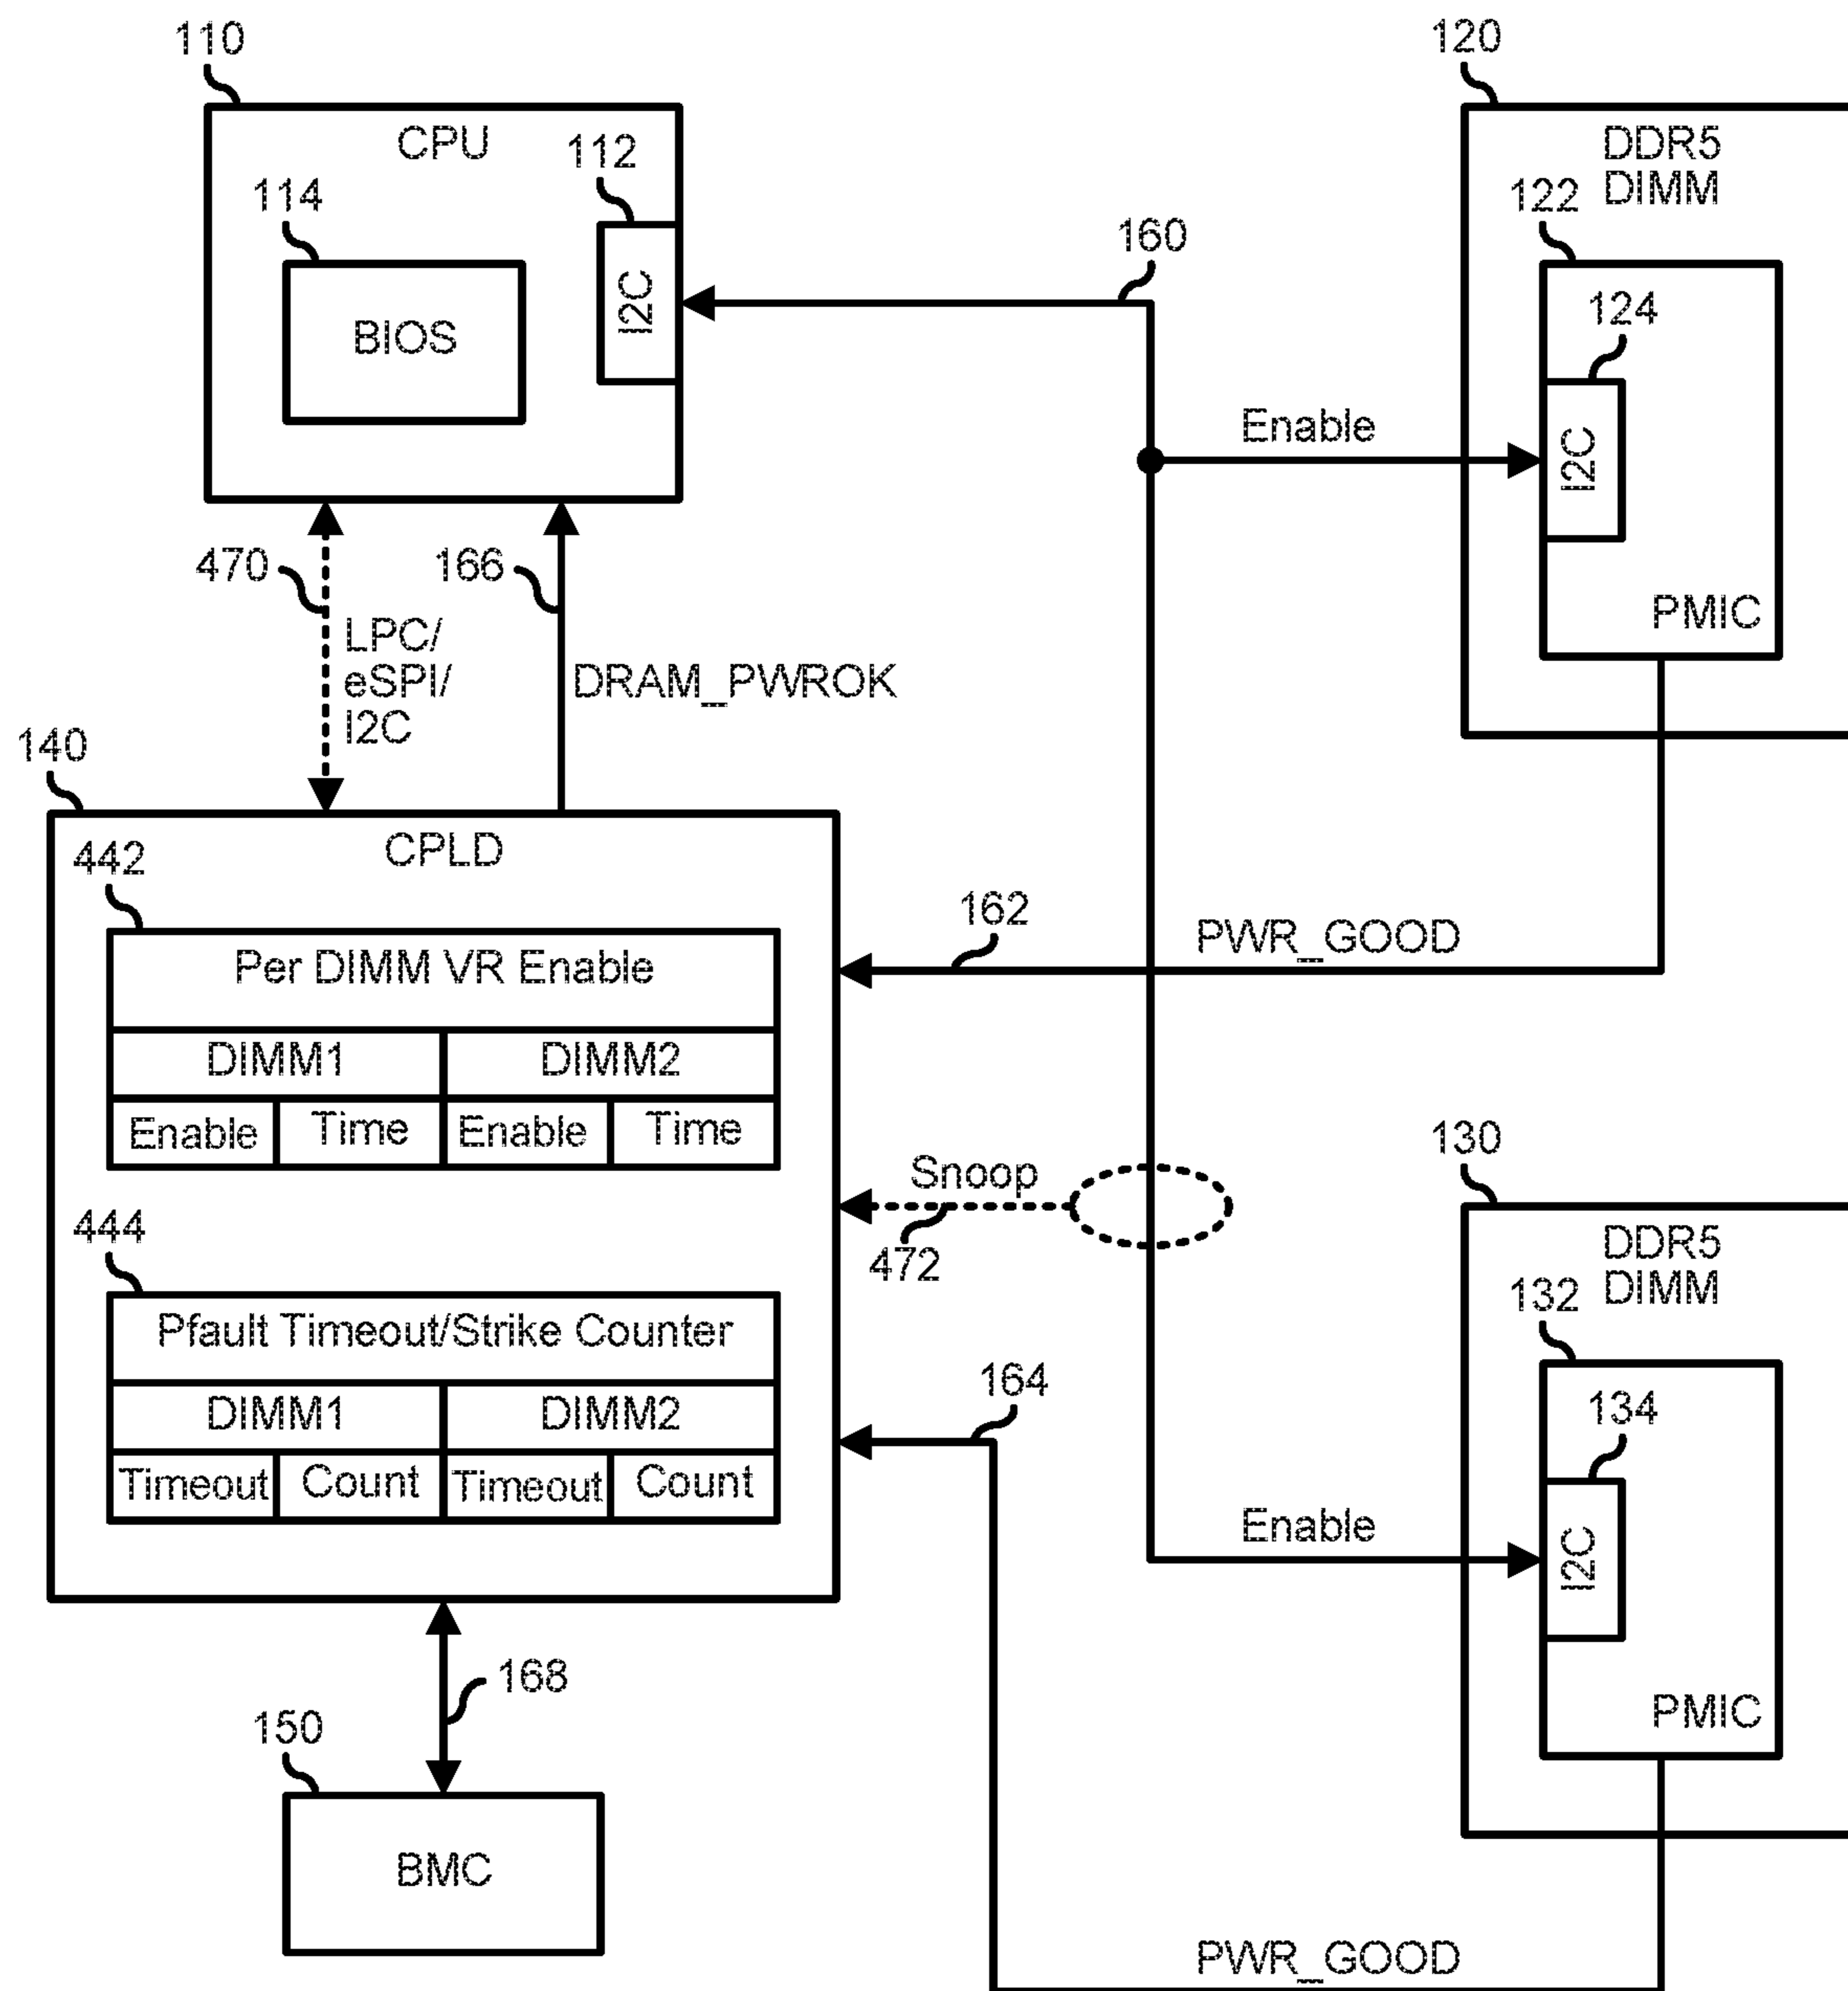 110
120
CPU
112
DDR5
DIMM
114
122
160
I2C
124
BIOS
Enable
I2C
470
166
PMIC
LPC/
eSPI/
I2C
DRAM_PWROK
140
CPLD
442
162
PWR_GOOD
Per DIMM VR Enable
DIMM1 DIMM2
Enable Time Enable Time
130
Snoop
444
472
DDR5
DIMM
132
Pfault Timeout/Strike Counter
164
134
DIMM1 DIMM2
Timeout Count Timeout Count
Enable
I2C
168
PMIC
150
BMC
PWR_GOOD